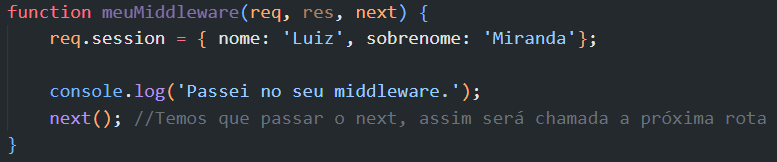 function meuMiddleware(req, res, next) {
    req.session = { nome: 'Luiz', sobrenome: 'Miranda'};
    console.log('Passei no seu middleware.');
    next(); //Temos que passar o next, assim será chamada a próxima rota
}